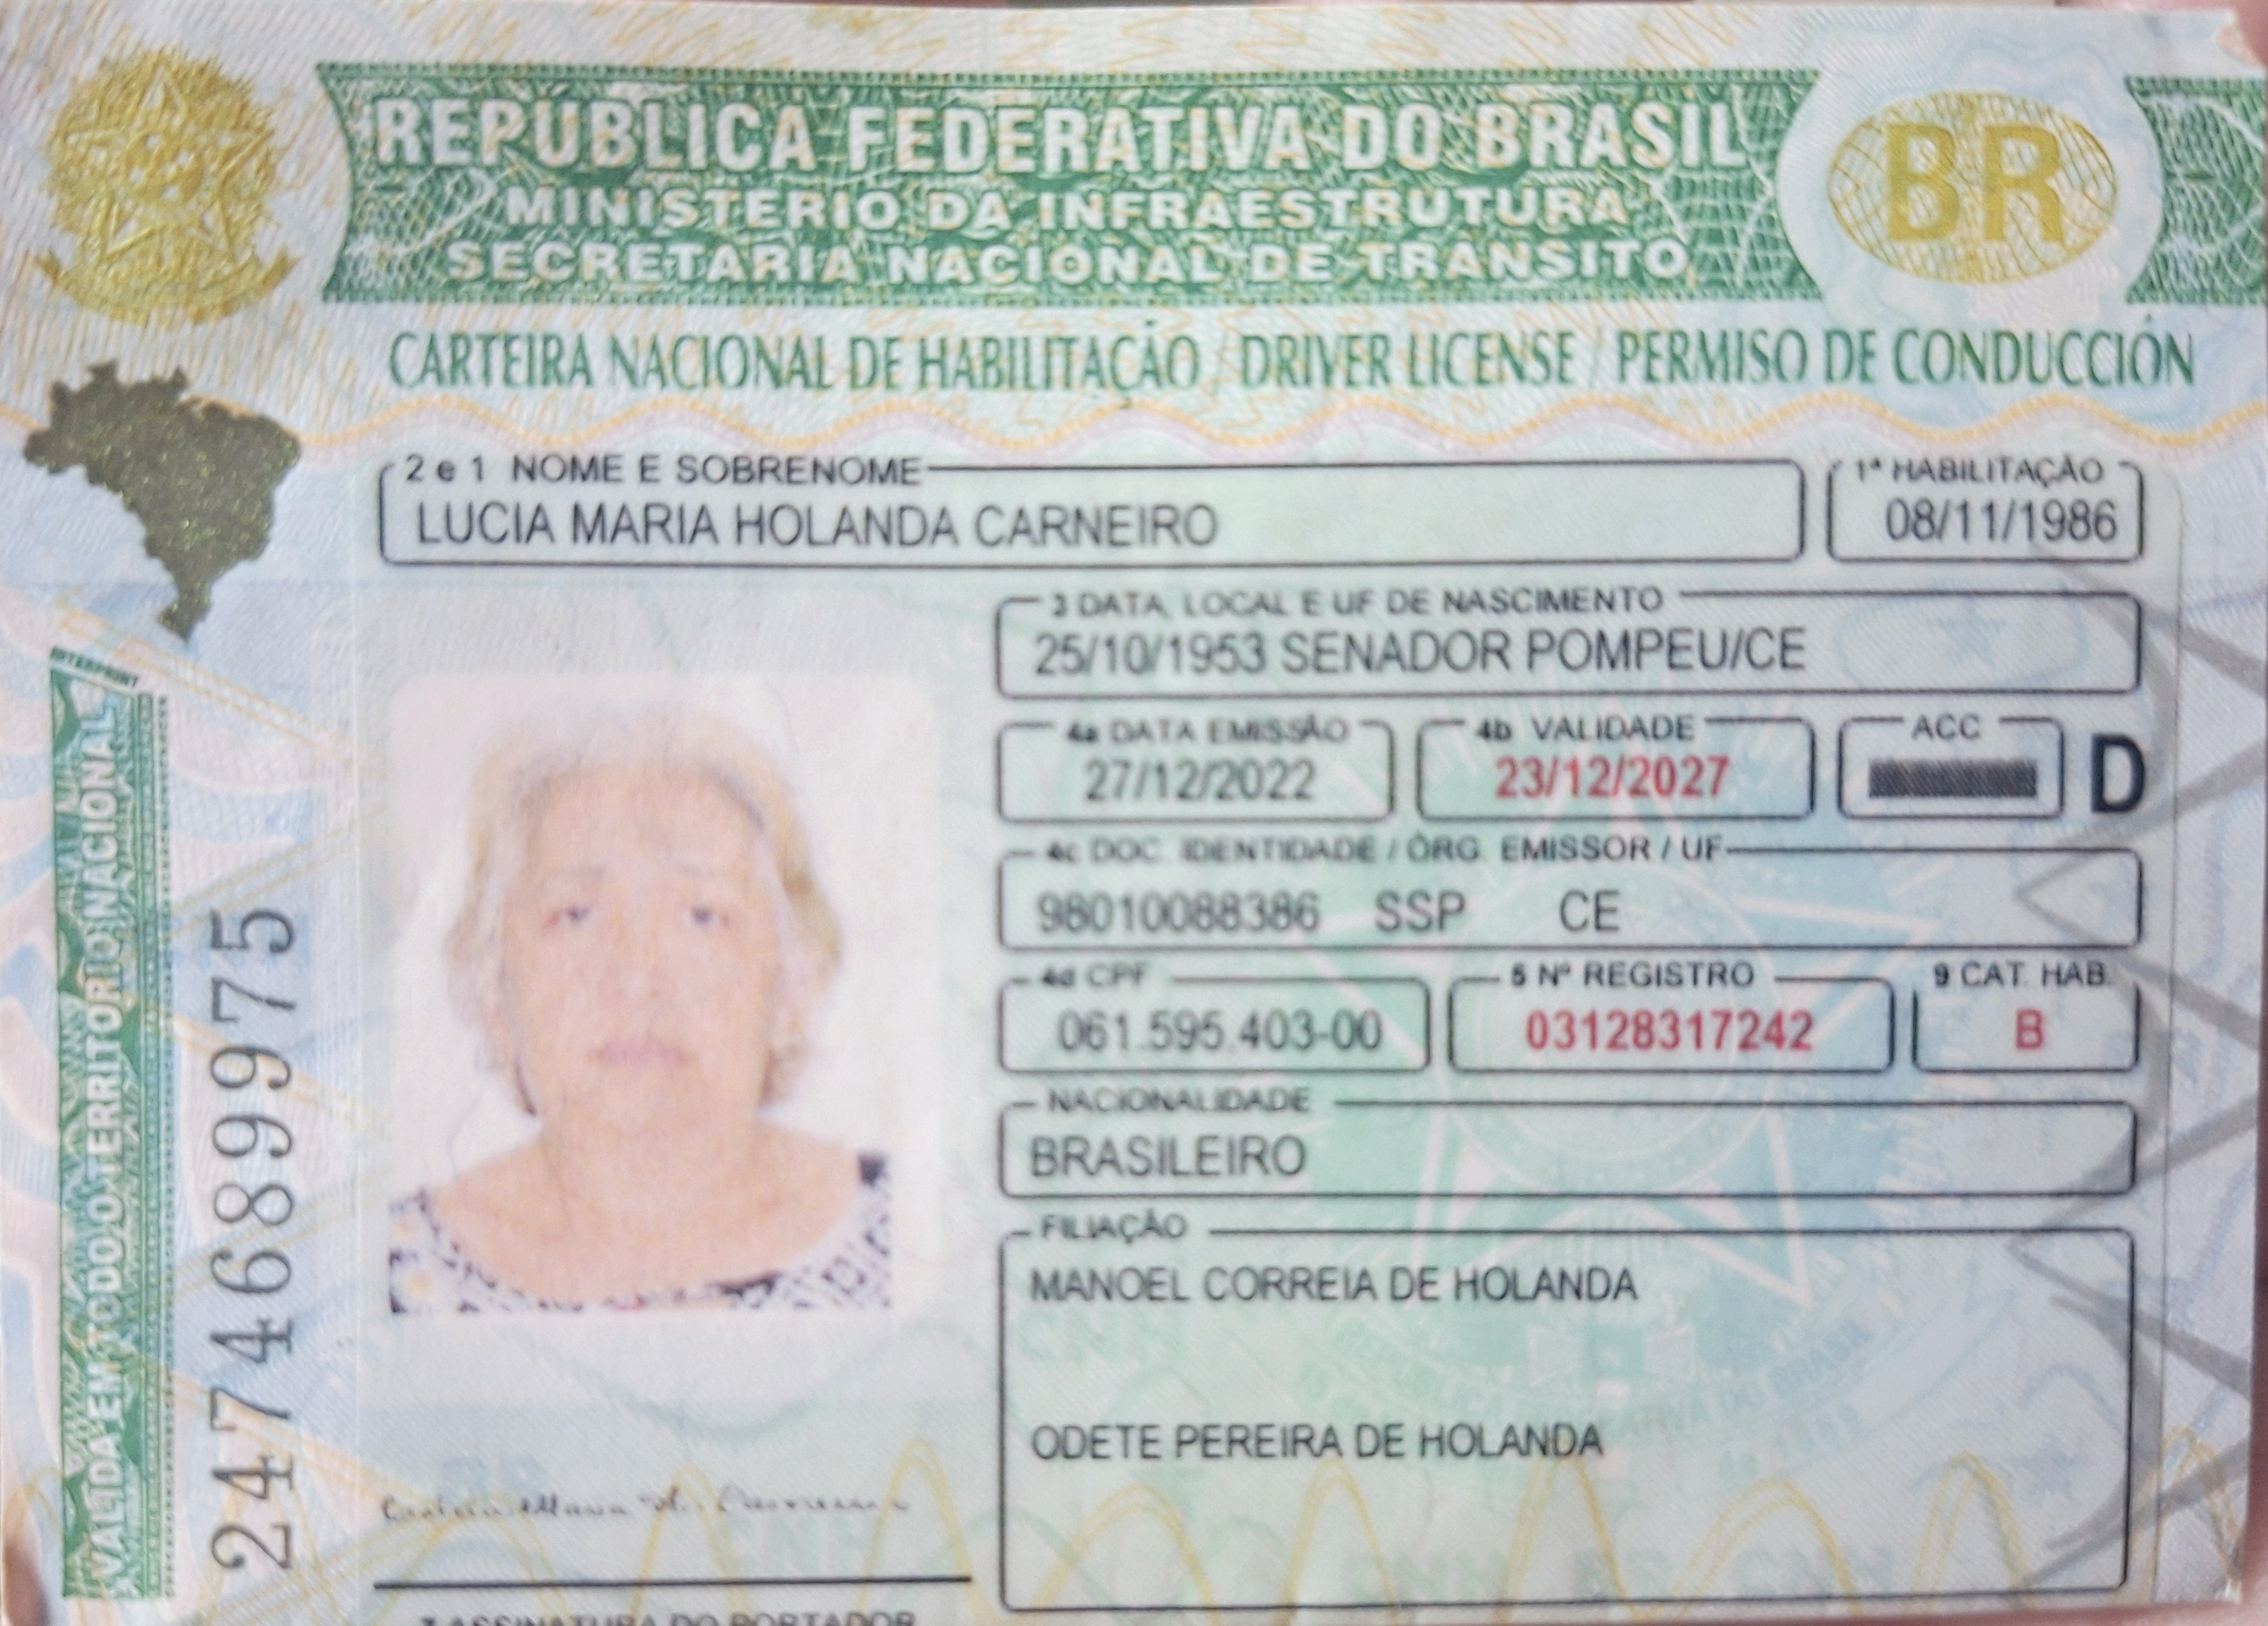 REPÚBLICA FEDERATIVA DO BRASIL
MINISTÉRIO DA INFRAESTRUTURA
SECRETARIA NACIONAL DE TRÂNSITO
BR
CARTEIRA NACIONAL DE HABILITAÇÃO / DRIVER LICENSE / PERMISO DE CONDUCCIÓN
2 e 1 NOME E SOBRENOME
LUCIA MARIA HOLANDA CARNEIRO
1ª HABILITAÇÃO
08/11/1986
3 DATA, LOCAL E UF DE NASCIMENTO
25/10/1953 SENADOR POMPEU/CE
4a DATA EMISSÃO
27/12/2022
4b VALIDADE
23/12/2027
ACC
D
4c DOC. IDENTIDADE / ÓRG. EMISSOR / UF
98010088386 SSP CE
4d CPF
061.595.403-00
5 Nº REGISTRO
03128317242
9 CAT. HAB.
B
NACIONALIDADE
BRASILEIRO
FILIAÇÃO
MANOEL CORREIA DE HOLANDA
ODETE PEREIRA DE HOLANDA
INTERPRINT
VÁLIDA EM TODO O TERRITÓRIO NACIONAL
2474689975
7 ASSINATURA DO PORTADOR